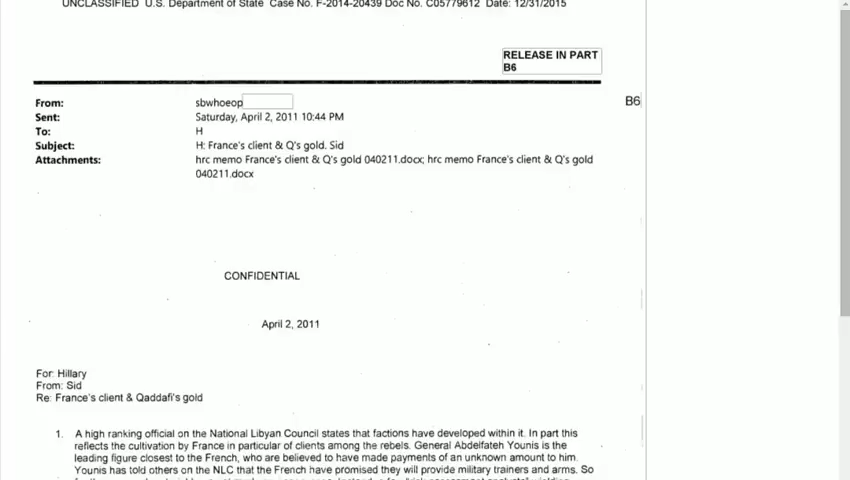 UNCLASSIFIED U.S. Department of State Case No. F-2014-20439 Doc No. C05779612 Date: 12/31/2015
RELEASE IN PART
B6
B6
From: sbwhoeop
Sent: Saturday, April 2, 2011 10:44 PM
To: H
Subject: H: France's client & Q's gold. Sid
Attachments: hrc memo France's client & Q's gold 040211.docx; hrc memo France's client & Q's gold
040211.docx
CONFIDENTIAL
April 2, 2011
For: Hillary
From: Sid
Re: France's client & Qaddafi's gold
1. A high ranking official on the National Libyan Council states that factions have developed within it. In part this
reflects the cultivation by France in particular of clients among the rebels. General Abdelfateh Younis is the
leading figure closest to the French, who are believed to have made payments of an unknown amount to him.
Younis has told others on the NLC that the French have promised they will provide military trainers and arms. So